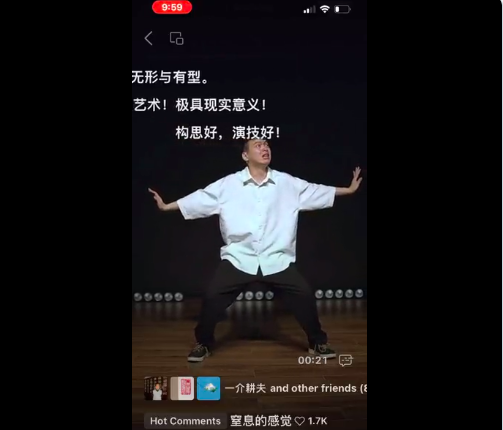 9:59
无形与有型。
艺术！极具现实意义！
构思好，演技好！
00:21
一介耕夫 and other friends (8
Hot Comments 窒息的感觉 1.7K